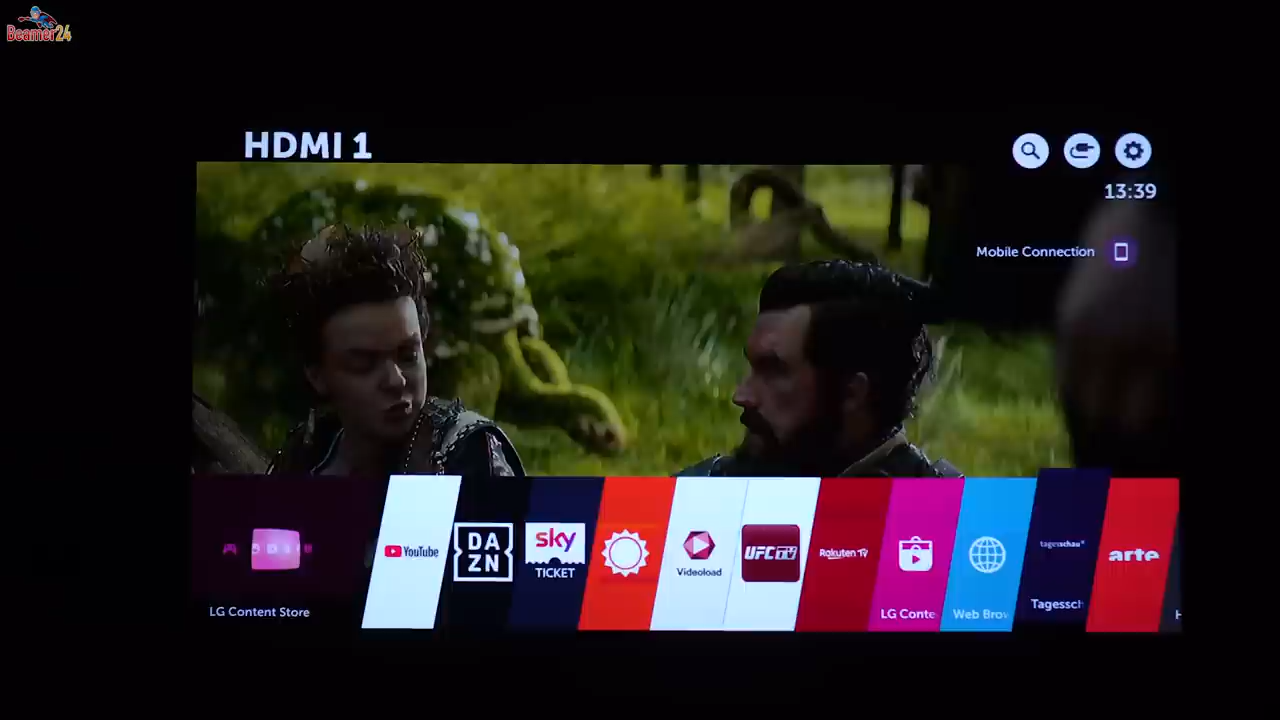 Beamer24
HDMI 1
13:39
Mobile Connection
LG Content Store
YouTube
DA
ZN
sky
TICKET
Videoload
UFC TV
Rakuten TV
LG Conte
Web Brow
tagesschau
Tagessch
arte
H